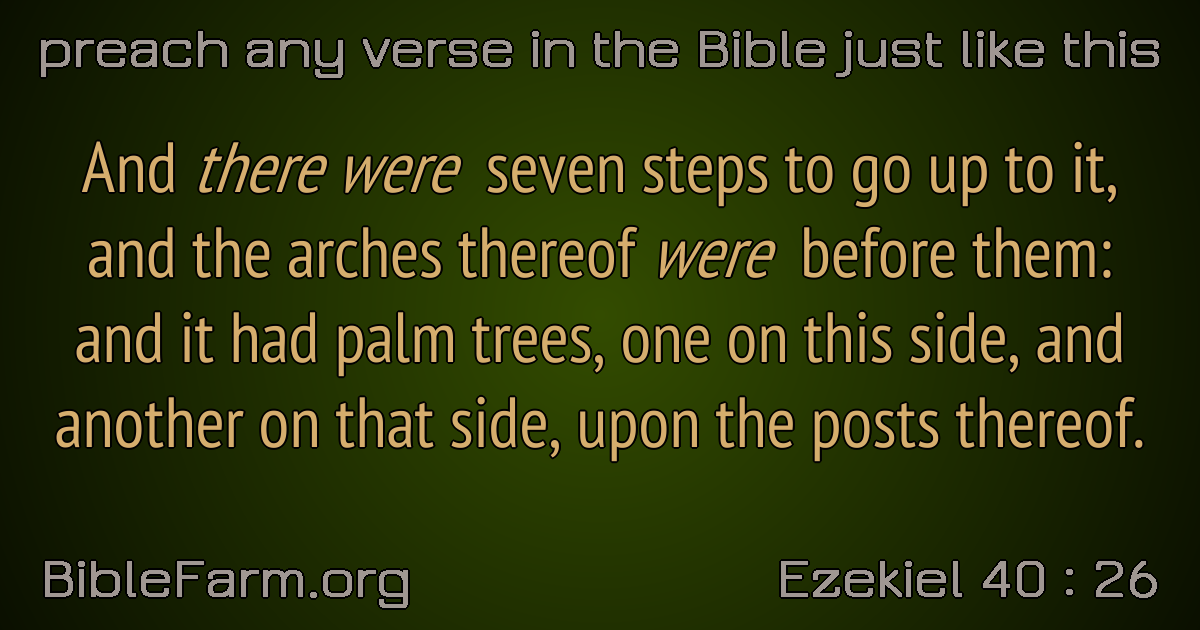 preach any verse in the Bible just like this
And there were seven steps to go up to it,
and the arches thereof were before them:
and it had palm trees, one on this side, and
another on that side, upon the posts thereof.
BibleFarm.org
Ezekiel 40 : 26